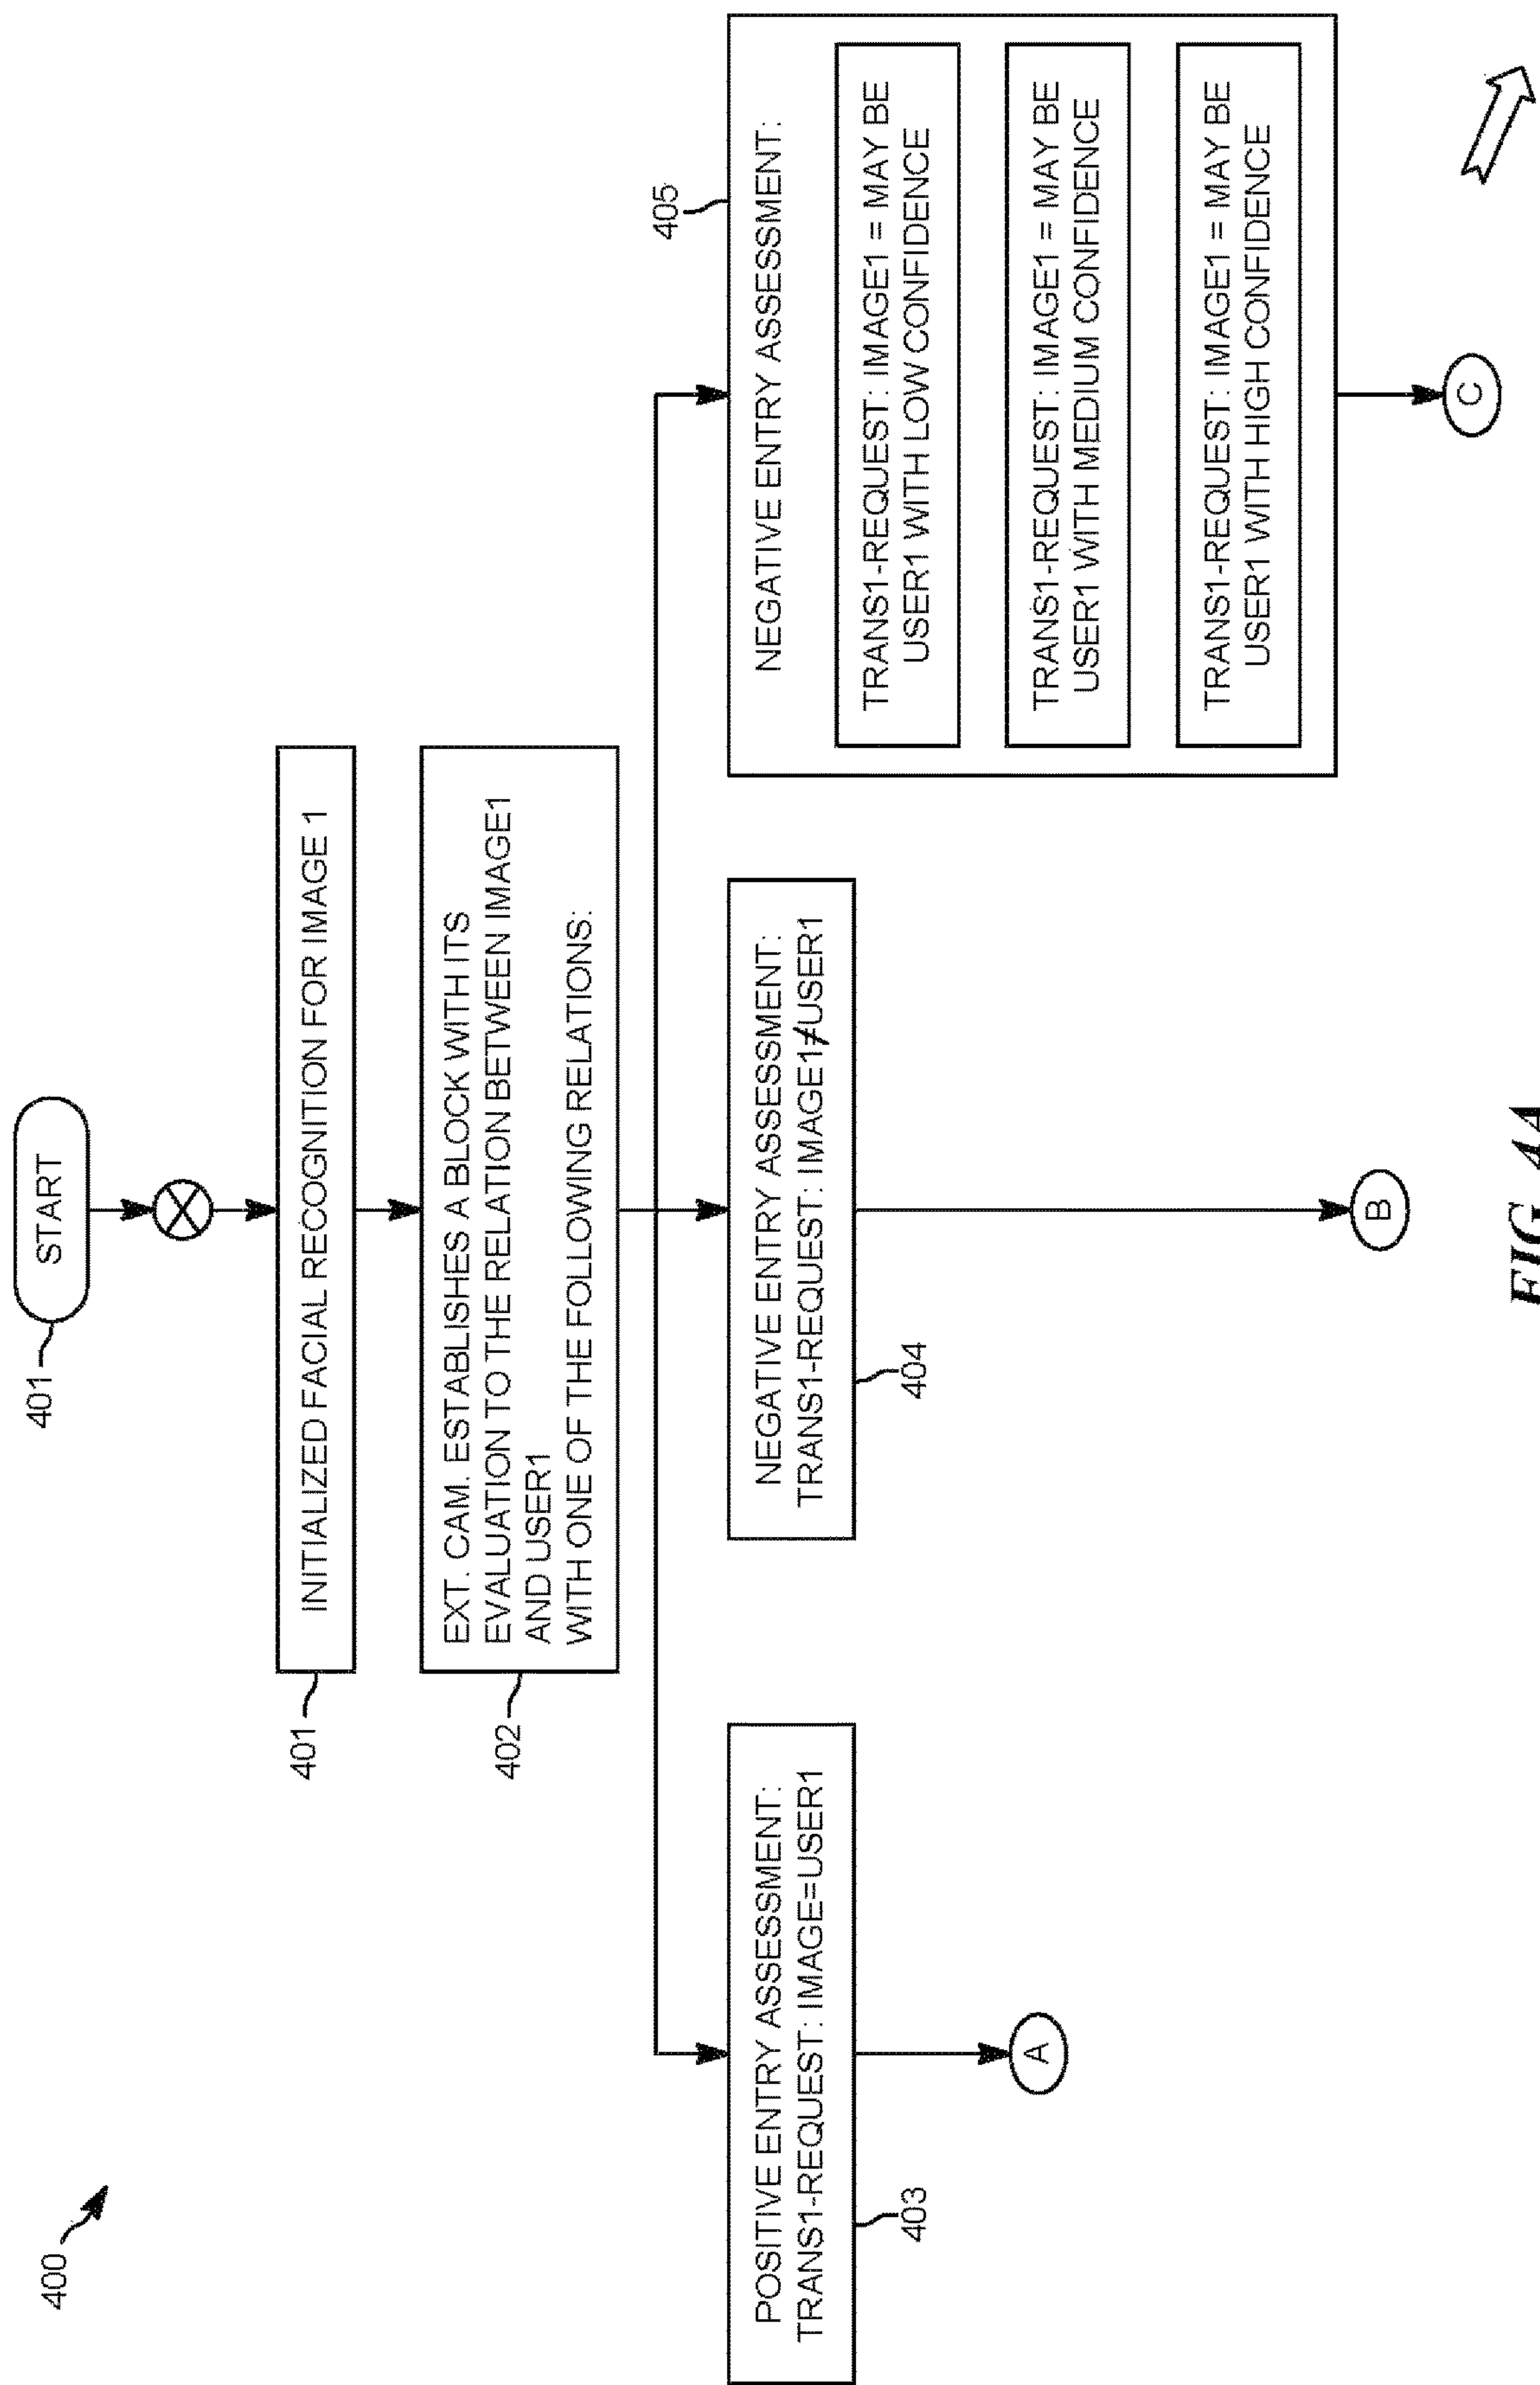 400
START
401
INITIALIZED FACIAL RECOGNITION FOR IMAGE 1
401
EXT. CAM. ESTABLISHES A BLOCK WITH ITS
EVALUATION TO THE RELATION BETWEEN IMAGE1
AND USER1
WITH ONE OF THE FOLLOWING RELATIONS:
402
POSITIVE ENTRY ASSESSMENT:
TRANS1-REQUEST: IMAGE=USER1
403
A
NEGATIVE ENTRY ASSESSMENT:
TRANS1-REQUEST: IMAGE1≠USER1
404
B
405
NEGATIVE ENTRY ASSESSMENT:
TRANS1-REQUEST: IMAGE1 = MAY BE
USER1 WITH LOW CONFIDENCE
TRANS1-REQUEST: IMAGE1 = MAY BE
USER1 WITH MEDIUM CONFIDENCE
TRANS1-REQUEST: IMAGE1 = MAY BE
USER1 WITH HIGH CONFIDENCE
C
FIG. 4A